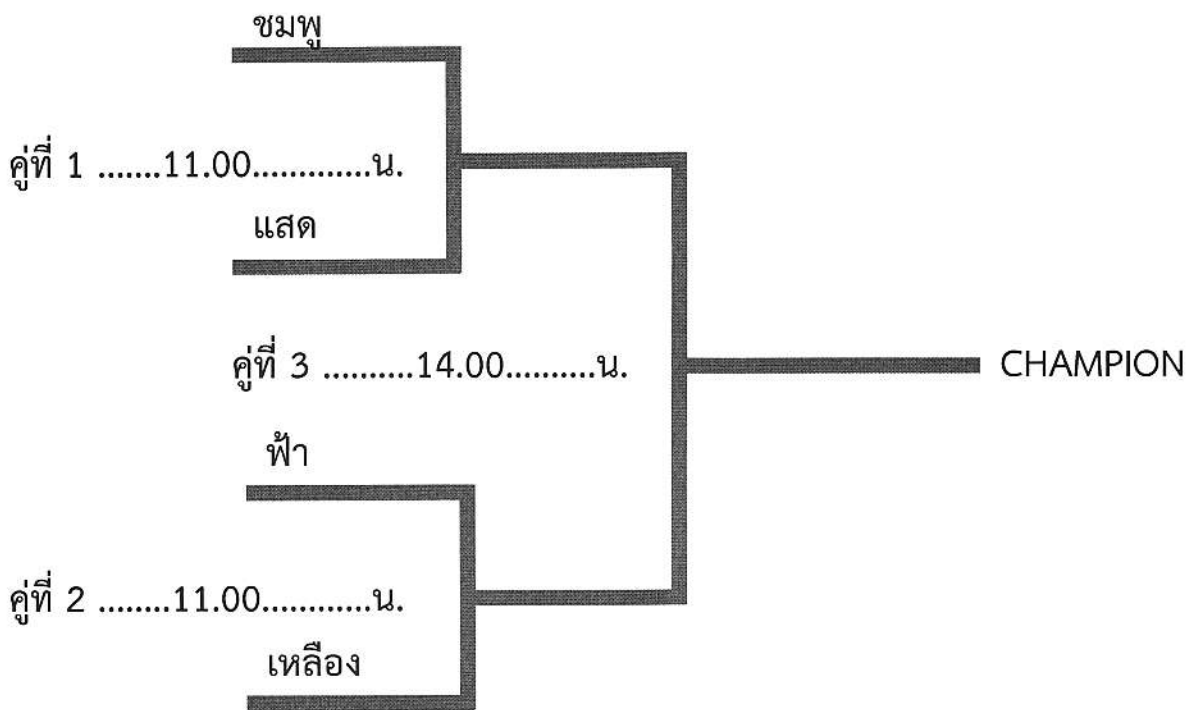 ชมพู
คู่ที่ 1 .......11.00.............น.
แสด
คู่ที่ 3 ..........14.00..........น.
CHAMPION
ฟ้า
คู่ที่ 2 ........11.00............น.
เหลือง